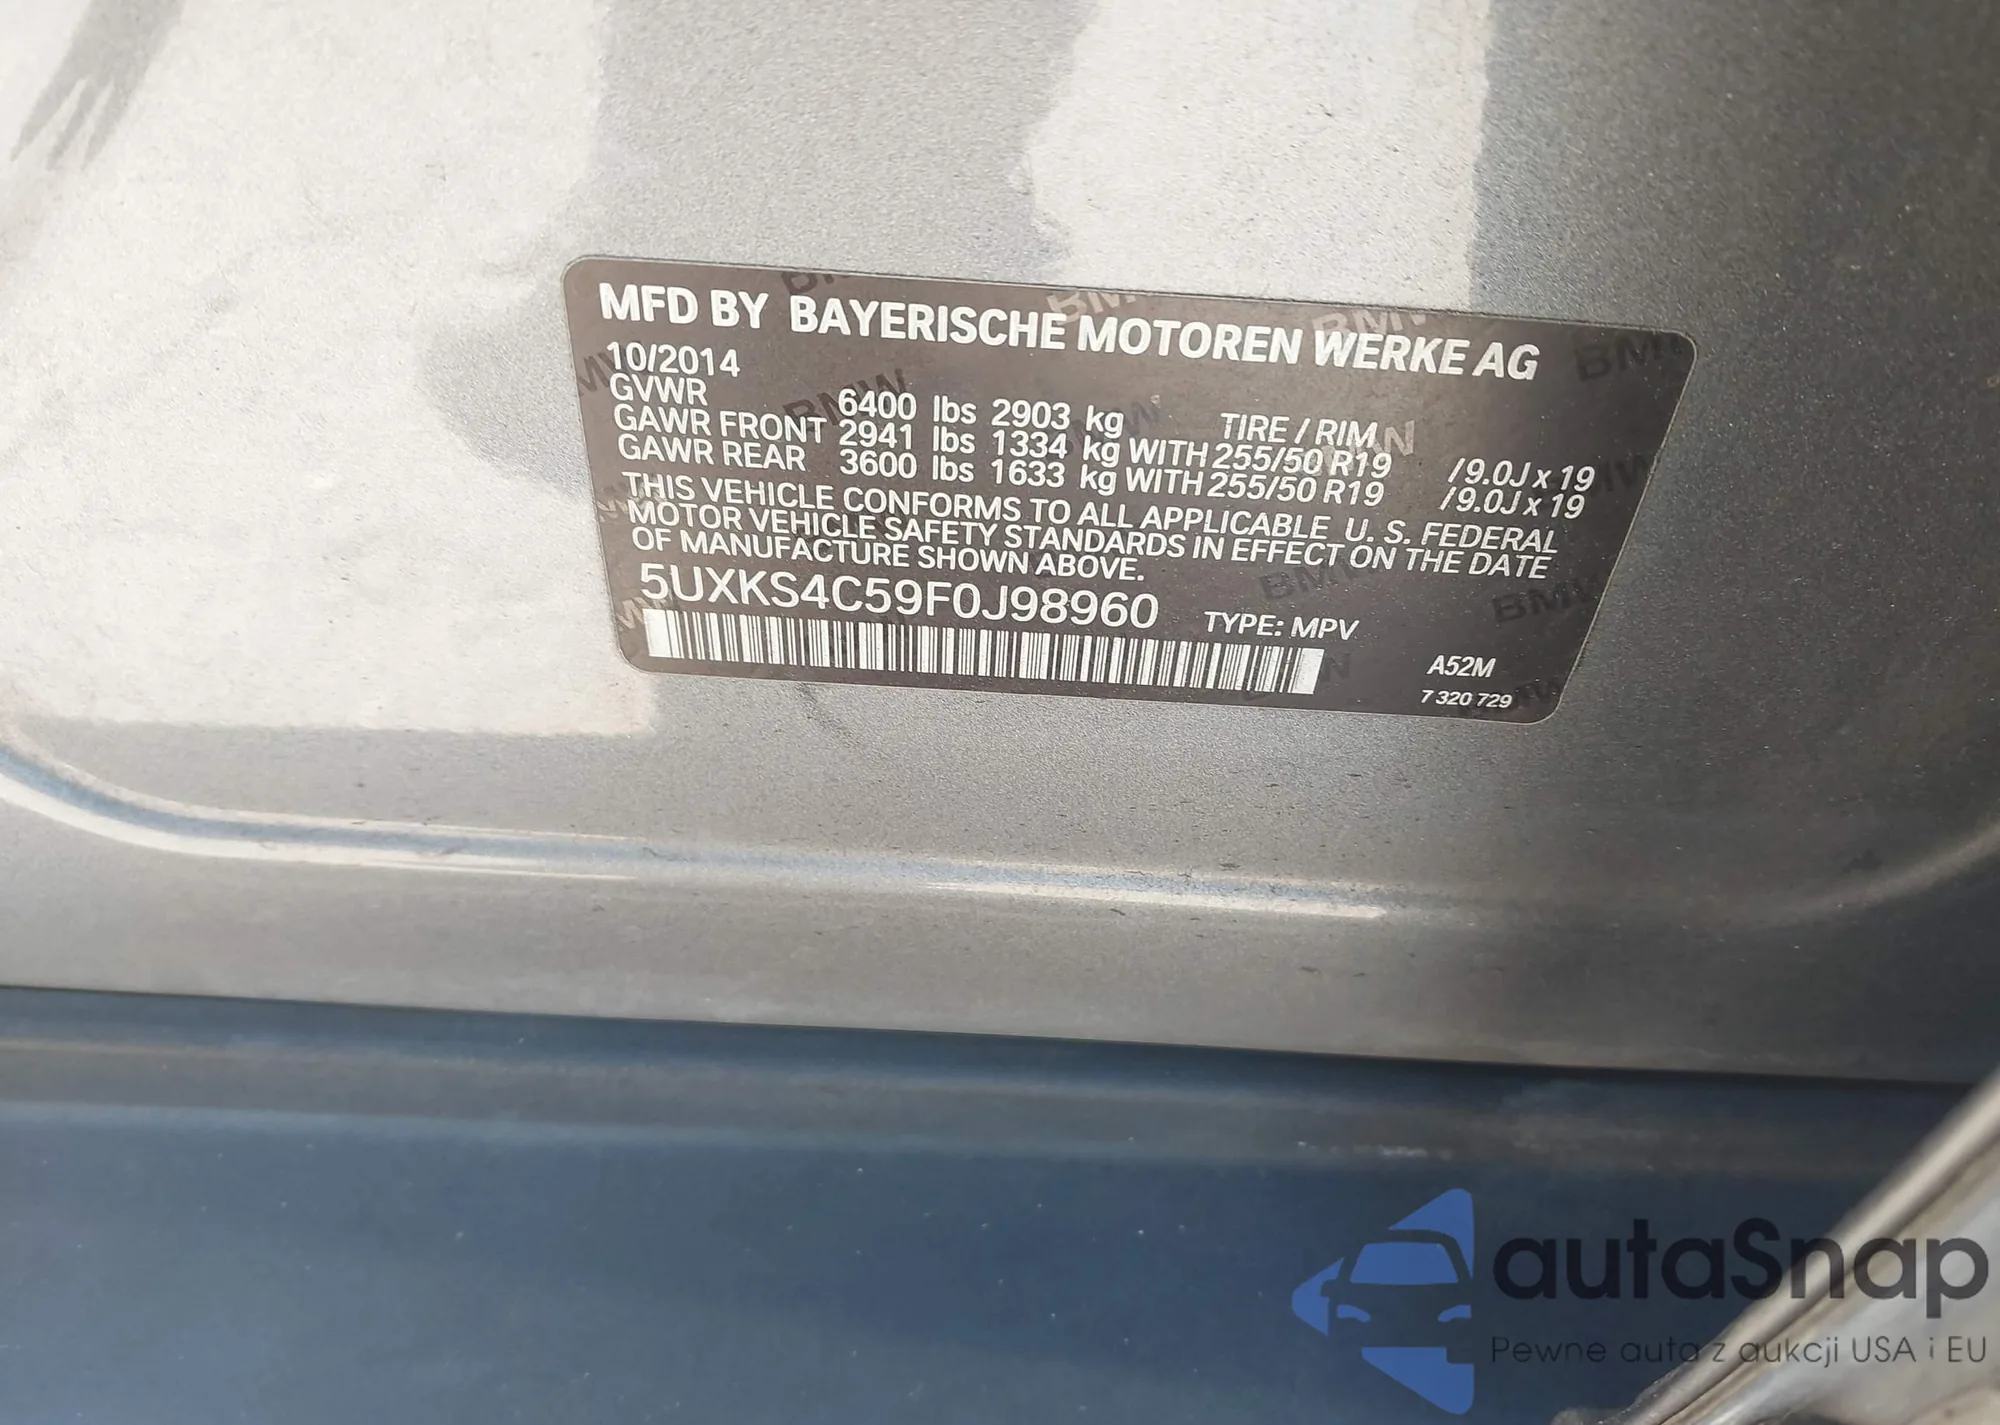 MFD BY BAYERISCHE MOTOREN WERKE AG
10/2014
GVWR 6400 lbs 2903 kg TIRE / RIM
GAWR FRONT 2941 lbs 1334 kg WITH 255/50 R19 /9.0J x 19
GAWR REAR 3600 lbs 1633 kg WITH 255/50 R19 /9.0J x 19
THIS VEHICLE CONFORMS TO ALL APPLICABLE U. S. FEDERAL
MOTOR VEHICLE SAFETY STANDARDS IN EFFECT ON THE DATE
OF MANUFACTURE SHOWN ABOVE.
5UXKS4C59F0J98960 TYPE: MPV
A52M
7 320 729
autaSnap
Pewne auta z aukcji USA i EU